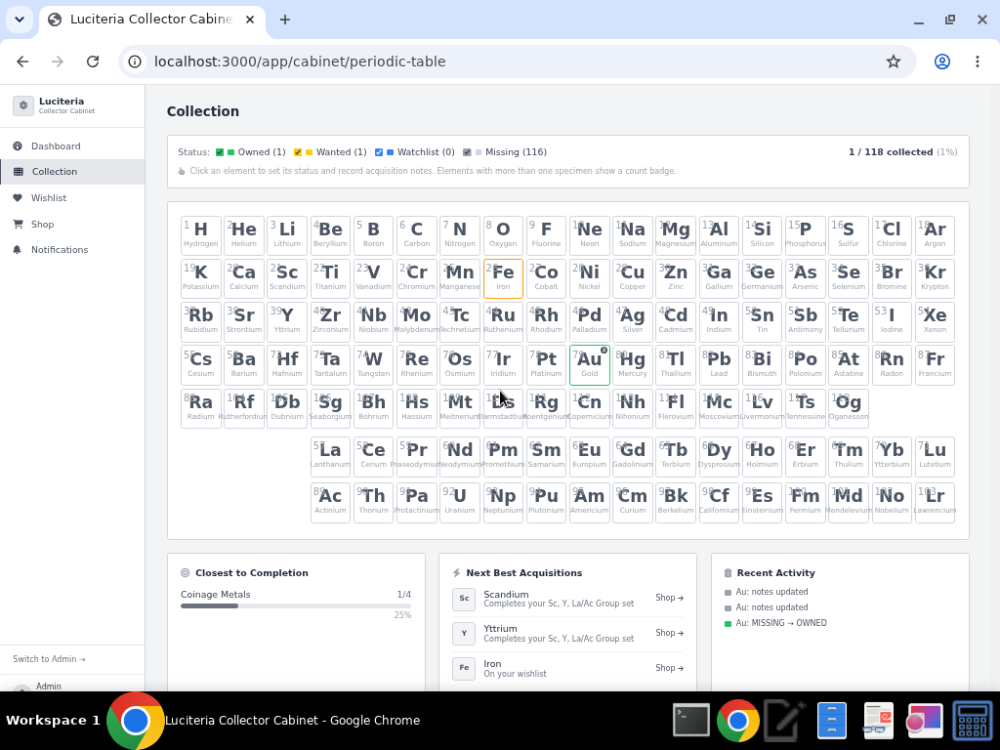 Luciteria Collector Cabine
localhost:3000/app/cabinet/periodic-table
Luciteria
Collector Cabinet
Dashboard
Collection
Wishlist
Shop
Notifications
Switch to Admin →
Admin
Collection
Status: Owned (1) Wanted (1) Watchlist (0) Missing (116)
1 / 118 collected (1%)
Click an element to set its status and record acquisition notes. Elements with more than one specimen show a count badge.
1 H Hydrogen
2 He Helium
3 Li Lithium
4 Be Beryllium
5 B Boron
6 C Carbon
7 N Nitrogen
8 O Oxygen
9 F Fluorine
10 Ne Neon
11 Na Sodium
12 Mg Magnesium
13 Al Aluminum
14 Si Silicon
15 P Phosphorus
16 S Sulfur
17 Cl Chlorine
18 Ar Argon
19 K Potassium
20 Ca Calcium
21 Sc Scandium
22 Ti Titanium
23 V Vanadium
24 Cr Chromium
25 Mn Manganese
26 Fe Iron
27 Co Cobalt
28 Ni Nickel
29 Cu Copper
30 Zn Zinc
31 Ga Gallium
32 Ge Germanium
33 As Arsenic
34 Se Selenium
35 Br Bromine
36 Kr Krypton
37 Rb Rubidium
38 Sr Strontium
39 Y Yttrium
40 Zr Zirconium
41 Nb Niobium
42 Mo Molybdenum
43 Tc Technetium
44 Ru Ruthenium
45 Rh Rhodium
46 Pd Palladium
47 Ag Silver
48 Cd Cadmium
49 In Indium
50 Sn Tin
51 Sb Antimony
52 Te Tellurium
53 I Iodine
54 Xe Xenon
55 Cs Cesium
56 Ba Barium
72 Hf Hafnium
73 Ta Tantalum
74 W Tungsten
75 Re Rhenium
76 Os Osmium
77 Ir Iridium
78 Pt Platinum
79 Au Gold 2
80 Hg Mercury
81 Tl Thallium
82 Pb Lead
83 Bi Bismuth
84 Po Polonium
85 At Astatine
86 Rn Radon
87 Fr Francium
88 Ra Radium
104 Rf Rutherfordium
105 Db Dubnium
106 Sg Seaborgium
107 Bh Bohrium
108 Hs Hassium
109 Mt Meitnerium
110 Ds Darmstadtium
111 Rg Roentgenium
112 Cn Copernicium
113 Nh Nihonium
114 Fl Flerovium
115 Mc Moscovium
116 Lv Livermorium
117 Ts Tennessine
118 Og Oganesson
57 La Lanthanum
58 Ce Cerium
59 Pr Praseodymium
60 Nd Neodymium
61 Pm Promethium
62 Sm Samarium
63 Eu Europium
64 Gd Gadolinium
65 Tb Terbium
66 Dy Dysprosium
67 Ho Holmium
68 Er Erbium
69 Tm Thulium
70 Yb Ytterbium
71 Lu Lutetium
89 Ac Actinium
90 Th Thorium
91 Pa Protactinium
92 U Uranium
93 Np Neptunium
94 Pu Plutonium
95 Am Americium
96 Cm Curium
97 Bk Berkelium
98 Cf Californium
99 Es Einsteinium
100 Fm Fermium
101 Md Mendelevium
102 No Nobelium
103 Lr Lawrencium
Closest to Completion
Coinage Metals 1/4
25%
Next Best Acquisitions
Sc Scandium
Completes your Sc, Y, La/Ac Group set
Shop →
Y Yttrium
Completes your Sc, Y, La/Ac Group set
Shop →
Fe Iron
On your wishlist
Shop →
Recent Activity
Au: notes updated
Au: notes updated
Au: MISSING → OWNED
Workspace 1
Luciteria Collector Cabinet - Google Chrome